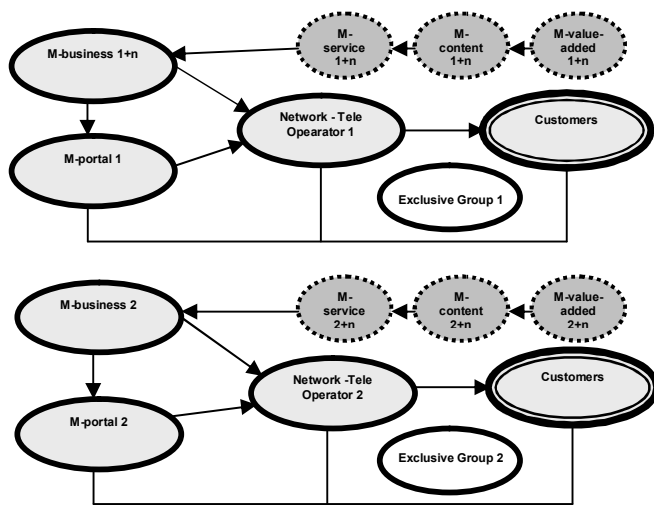 M-business 1+n
M-
service
1+n
M-
content
1+n
M-value-
added
1+n
Network - Tele
Opearator 1
Customers
M-portal 1
Exclusive Group 1
M-business 2
M-
service
2+n
M-
content
2+n
M-value-
added
2+n
Network -Tele
Operator 2
Customers
M-portal 2
Exclusive Group 2